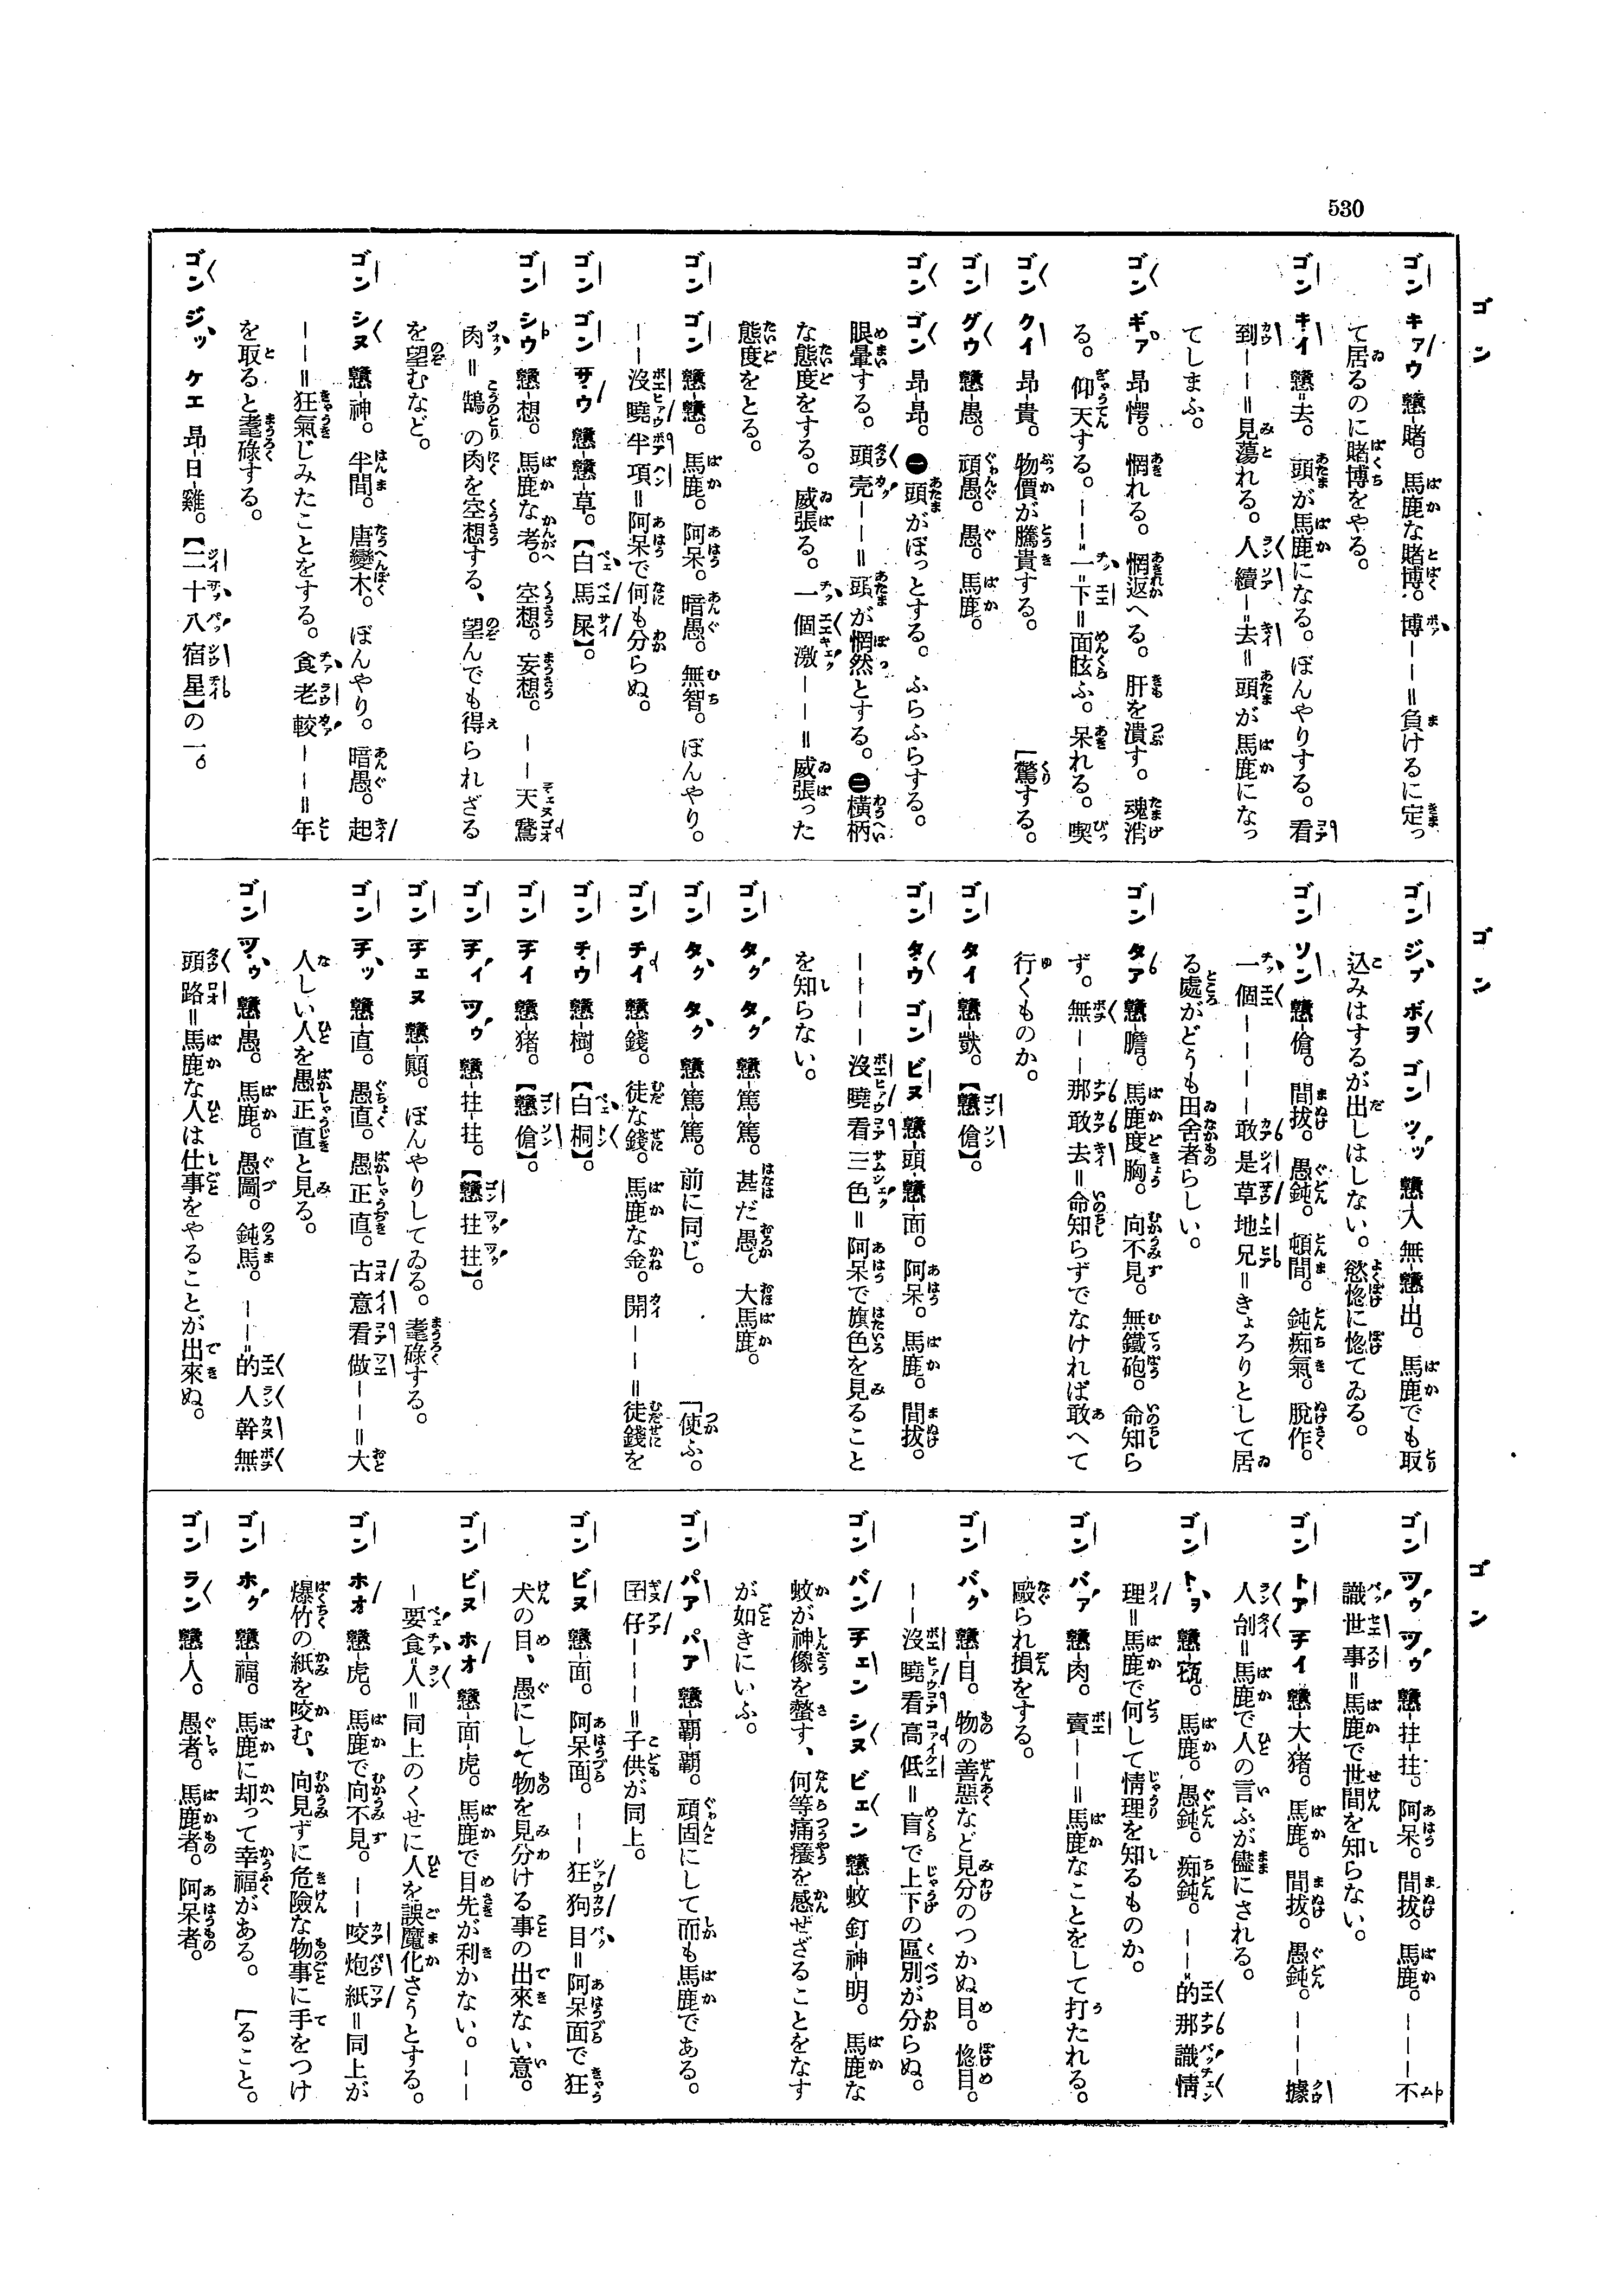 530
ゴン
ゴン キァウ 戇-賭。馬鹿な賭博。博――=負けるに定っ
て居るのに賭博をやる。
ゴン キイ 戇=去。頭が馬鹿になる。ぼんやりする。看
到――=見蕩れる。人續-去=頭が馬鹿になっ
てしまふ。
ゴン ギァ 昻-愕。惘れる。惘返へる。肝を潰す。魂消
る。仰天する。――=一=下=面眩ふ。呆れる。喫
ゴン クイ 昻-貴。物價が騰貴する。 [驚する。
ゴン グウ 戇-愚。頑愚。愚。馬鹿。
ゴン ゴン 昻-昻。㊀頭がぼっとする。ふらふらする。
眼暈する。頭壳――=頭が惘然とする。㊁橫柄
な態度をする。威張る。一個激――=威張った
態度をとる。
ゴン ゴン 戇-戇。馬鹿。阿呆。暗愚。無智。ぼんやり。
――沒曉半項=阿呆で何も分らぬ。
ゴン ゴン サウ 戇-戇-草。【白馬屎】。
ゴン シウ 戇-想。馬鹿な考。空想。妄想。――天鵞
肉=鵠の肉を空想する、望んでも得られざる
を望むなど。
ゴン シヌ 戇-神。半間。唐變木。ぼんやり。暗愚。起
――=狂氣じみたことをする。食老較――=年
を取ると耄碌する。
ゴン ジッ ケエ 昻-日-雞。【二十八宿星】の一。
ゴン
ゴン ジプ ボヲ ゴン ツッ 戇入無-戇-出。馬鹿でも取
込みはするが出しはしない。慾惚に惚てゐる。
ゴン ソン 戇-傖。間拔。愚鈍。頓間。鈍痴氣。脫作。
一個――――敢是草地兄=きょろりとして居
る處がどうも田舍者らしい。
ゴン タア 戇-膽。馬鹿度胸。向不見。無鐵砲。命知ら
ず。無――那敢去=命知らずでなければ敢へて
行くものか。
ゴン タイ 戇-獃。【戇傖】。
ゴン タウ ゴン ビヌ 戇-頭-戇-面。阿呆。馬鹿。間拔。
――――沒曉看三色=阿呆で旗色を見ること
を知らない。
ゴン タク タク 戇-篤-篤。甚だ愚。大馬鹿。
ゴン タク タク 戇-篤-篤。前に同じ。 [使ふ。
ゴン チイ 戇-錢。徒な錢。馬鹿な金。開――=徒錢を
ゴン チウ 戇-樹。【白桐】。
ゴン チイ 戇-猪。【戇傖】。
ゴン チィ ツゥ 戇-拄-拄。【戇拄拄】。
ゴン チェヌ 戇-顚。ぼんやりしてゐる。耄碌する。
ゴン チッ 戇-直。愚直。愚正直。古意看做――=大
人しい人を愚正直と見る。
ゴン ツゥ 戇-愚。馬鹿。愚圖。鈍馬。――=的人幹無
頭路=馬鹿な人は仕事をやることが出來ぬ。
ゴン
ゴン ツゥ ツゥ 戇-拄-拄。阿呆。間拔。馬鹿。―――不
識世事=馬鹿で世間を知らない。
ゴン トア チイ 戇-大-猪。馬鹿。間拔。愚鈍。―――據
人创=馬鹿で人の言ふが儘にされる。
ゴン トヲ 戇-㼡。馬鹿。愚鈍。痴鈍。――的那識情
理=馬鹿で何して情理を知るものか。
ゴン バァ 戇-肉。賣――=馬鹿なことをして打たれる。
毆られ損をする。
ゴン バク 戇-目。物の善惡など見分のつかぬ目。惚目。
――沒曉看高低=盲で上下の區別が分らぬ。
ゴン バン チェン シヌ ビェン 戇-蚊 釘-神-明。馬鹿な
蚊が神像を螫す、何等痛癢を感ぜざることをなす
が如きにいふ。
ゴン パア パア 戇-覇-覇。頑固にして而も馬鹿である。
囝仔―――=子供が同上。
ゴン ビヌ 戇-面。阿呆面。――狂狗目=阿呆面で狂
犬の目、愚にして物を見分ける事の出來ない意。
ゴン ビヌ ホオ 戇-面-虎。馬鹿で目先が利かない。――
―要食人=同上のくせに人を誤魔化さうとする。
ゴン ホオ 戇-虎。馬鹿で向不見。――咬炮紙=同上が
爆竹の紙を咬む、向見ずに危險な物事に手をつけ
ゴン ホク 戇-福。馬鹿に却って幸福がある。 [ること。
ゴン ラン 戇-人。愚者。馬鹿者。阿呆者。